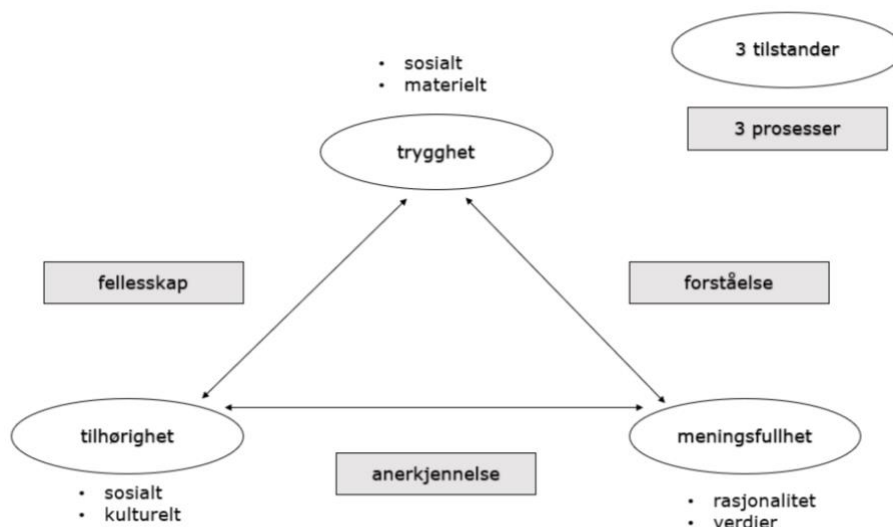 3 tilstander
• sosialt
• materielt
3 prosesser
trygghet
fellesskap
forståelse
tilhørighet
meningsfullhet
anerkjennelse
• sosialt
• kulturelt
• rasjonalitet
• verdier